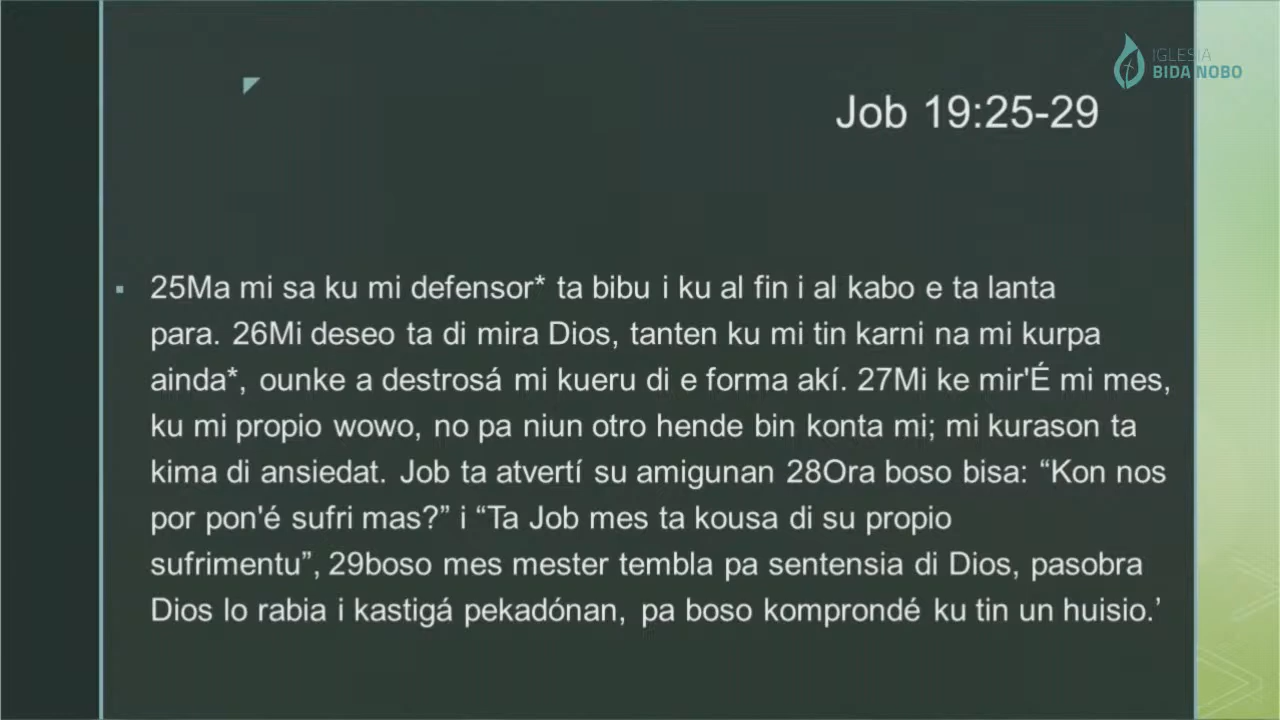 IGLESIA
BIDA NOBO
Job 19:25-29
25Ma mi sa ku mi defensor* ta bibu i ku al fin i al kabo e ta lanta
para. 26Mi deseo ta di mira Dios, tanten ku mi tin karni na mi kurpa
ainda*, ounke a destrosá mi kueru di e forma akí. 27Mi ke mir'É mi mes,
ku mi propio wowo, no pa niun otro hende bin konta mi; mi kurason ta
kima di ansiedat. Job ta atvertí su amigunan 28Ora boso bisa: “Kon nos
por pon'é sufri mas?” i “Ta Job mes ta kousa di su propio
sufrimentu”, 29boso mes mester tembla pa sentensia di Dios, pasobra
Dios lo rabia i kastigá pekadónan, pa boso komprondé ku tin un huisio.’